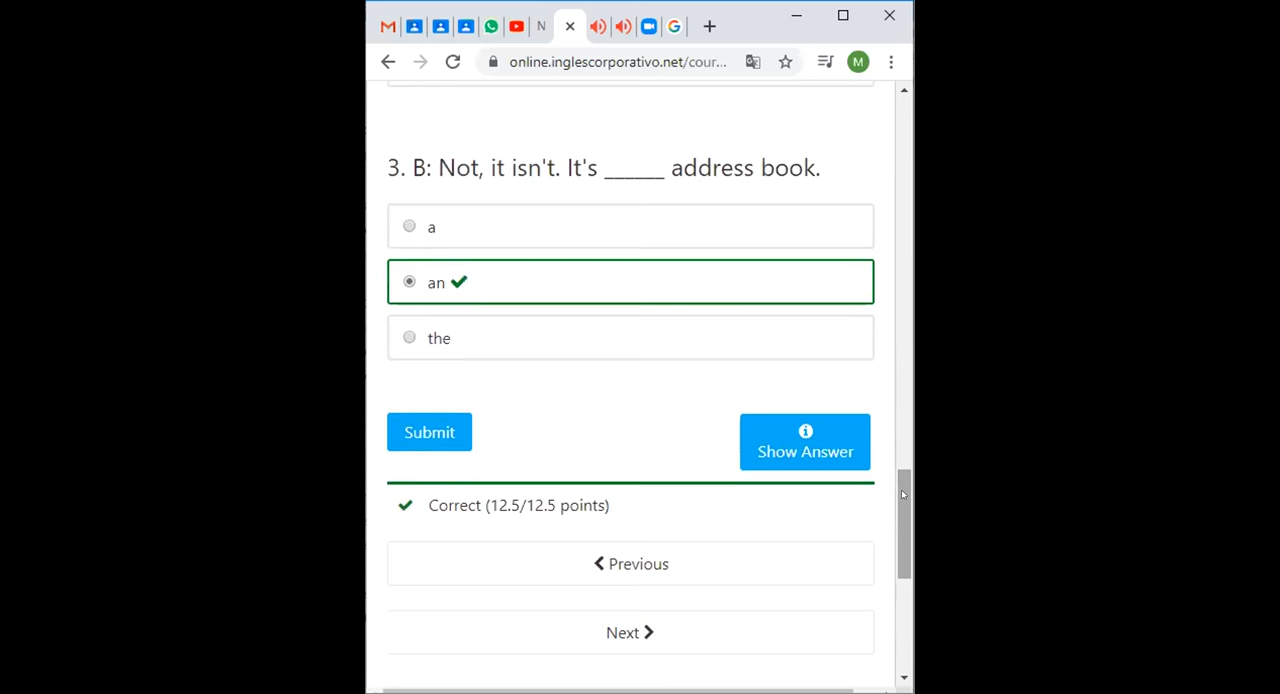 N
online.inglescorporativo.net/cour...
M
3. B: Not, it isn't. It's ______ address book.
a
an
the
Submit
Show Answer
Correct (12.5/12.5 points)
Previous
Next